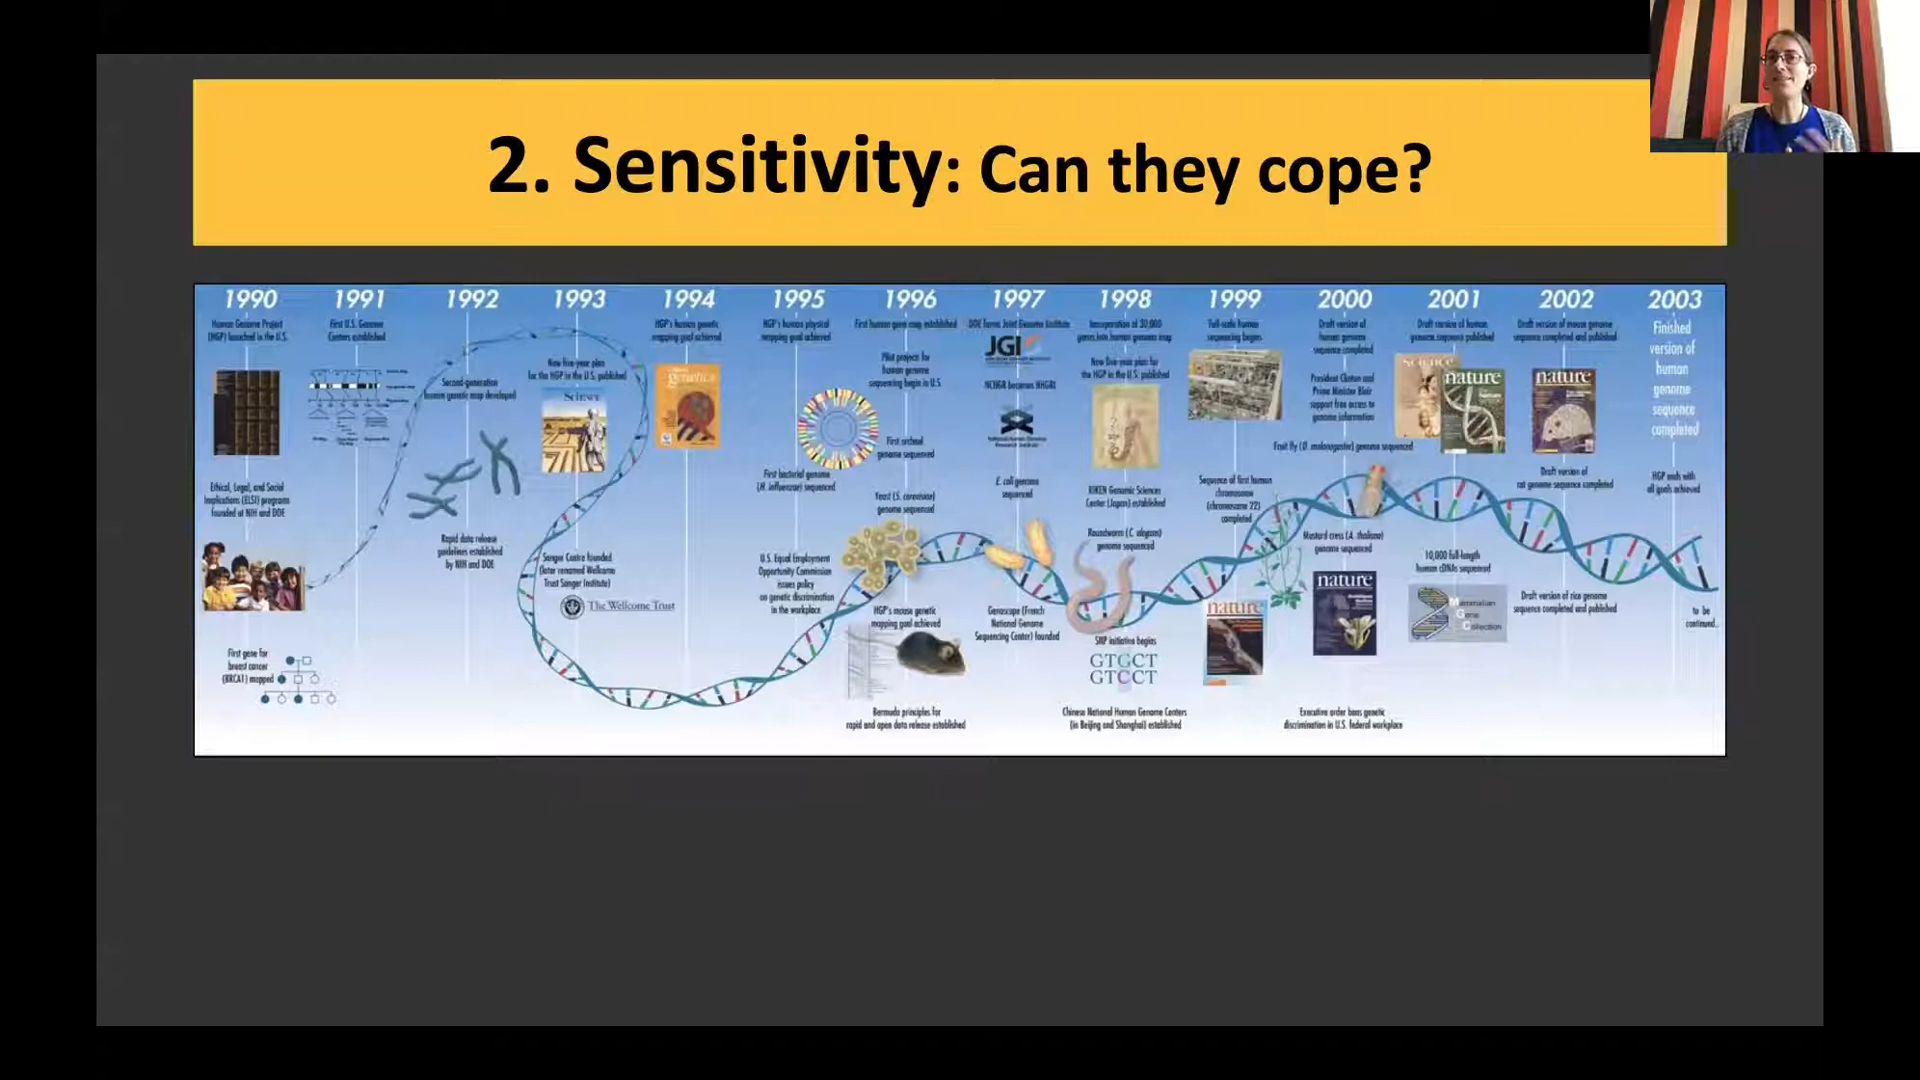 2. Sensitivity: Can they cope?
1990
Human Genome Project
(HGP) launched in the U.S.
Ethical, Legal, and Social
Implications (ELSI) programs
founded at NIH and DOE
First gene for
breast cancer
(BRCA1) mapped
1991
First U.S. Genome
Centers established
1992
Second-generation
human genetic map developed
Rapid data release
guidelines established
by NIH and DOE
1993
New five-year plan
for the HGP in the U.S. published
SCIENCE
Sanger Centre founded
(later renamed Wellcome
Trust Sanger Institute)
The Wellcome Trust
1994
HGP's human genetic
mapping goal achieved
genetics
1995
HGP's human physical
mapping goal achieved
First bacterial genome
(H. influenzae) sequenced
U.S. Equal Employment
Opportunity Commission
issues policy
on genetic discrimination
in the workplace
1996
First human gene map established
Pilot projects for
human genome
sequencing begin in U.S.
First archaeal genome sequenced
Yeast (S. cerevisiae)
genome sequenced
HGP's mouse genetic
mapping goal achieved
Bermuda principles for
rapid and open data release established
1997
DOE forms Joint Genome Institute
JGI
NCHGR becomes NHGRI
E. coli genome
sequenced
Genoscope (French
National Genome
Sequencing Center) founded
1998
Incorporation of 30,000
genes into human genome map
New five-year plan for
the HGP in the U.S. published
RIKEN Genomic Sciences
Center (Japan) established
Roundworm (C. elegans)
genome sequenced
SNP initiative begins
GTGCT
GTCCT
Chinese National Human Genome Centers
(in Beijing and Shanghai) established
1999
Full-scale human
sequencing begins
Sequence of first human
chromosome
(chromosome 22)
completed
nature
2000
Draft version of
human genome
sequence completed
President Clinton and
Prime Minister Blair
support free access to
genome information
Fruit fly (D. melanogaster) genome sequenced
Mustard cress (A. thaliana)
genome sequenced
nature
Executive order bans genetic
discrimination in U.S. federal workplace
2001
Draft version of human
genome sequence published
Science
nature
10,000 full-length
human cDNAs sequenced
Mammalian
Gene
Collection
2002
Draft version of mouse genome
sequence completed and published
nature
Draft version of
rat genome sequence completed
Draft version of rice genome
sequence completed and published
2003
Finished
version of
human
genome
sequence
completed
HGP ends with
all goals achieved
to be
continued...